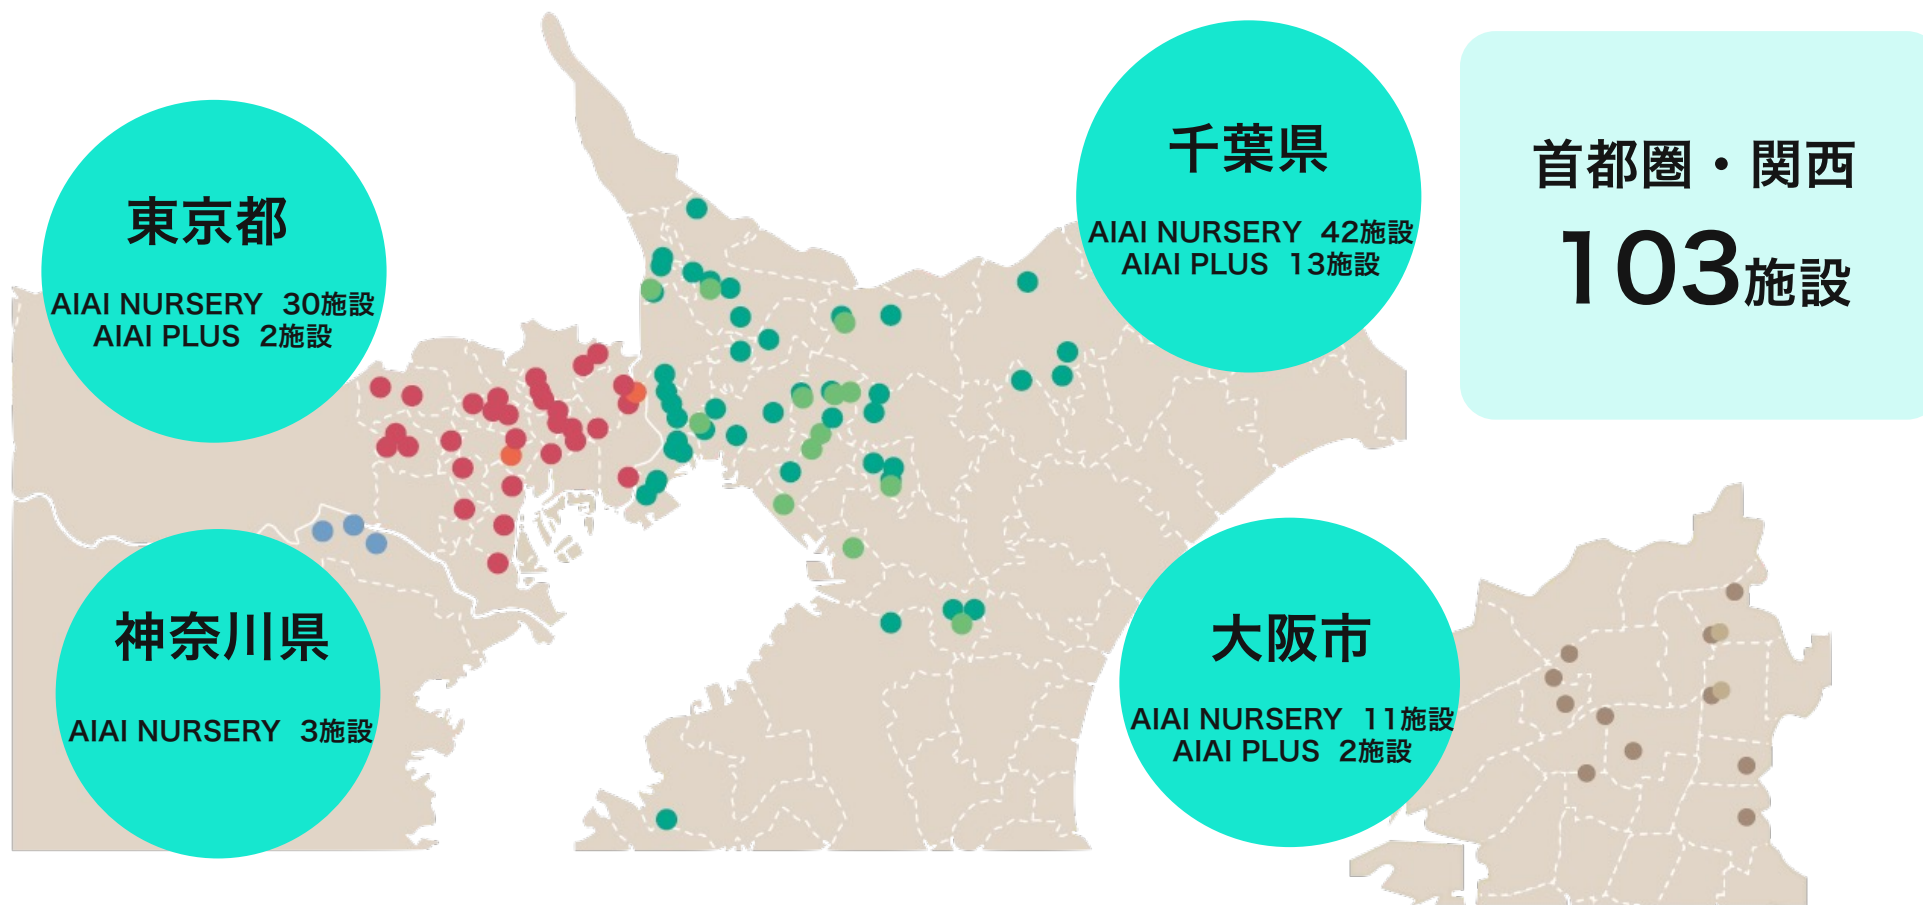 東京都
AIAI NURSERY 30施設
AIAI PLUS 2施設
千葉県
AIAI NURSERY 42施設
AIAI PLUS 13施設
首都圏・関西
103施設
神奈川県
AIAI NURSERY 3施設
大阪市
AIAI NURSERY 11施設
AIAI PLUS 2施設